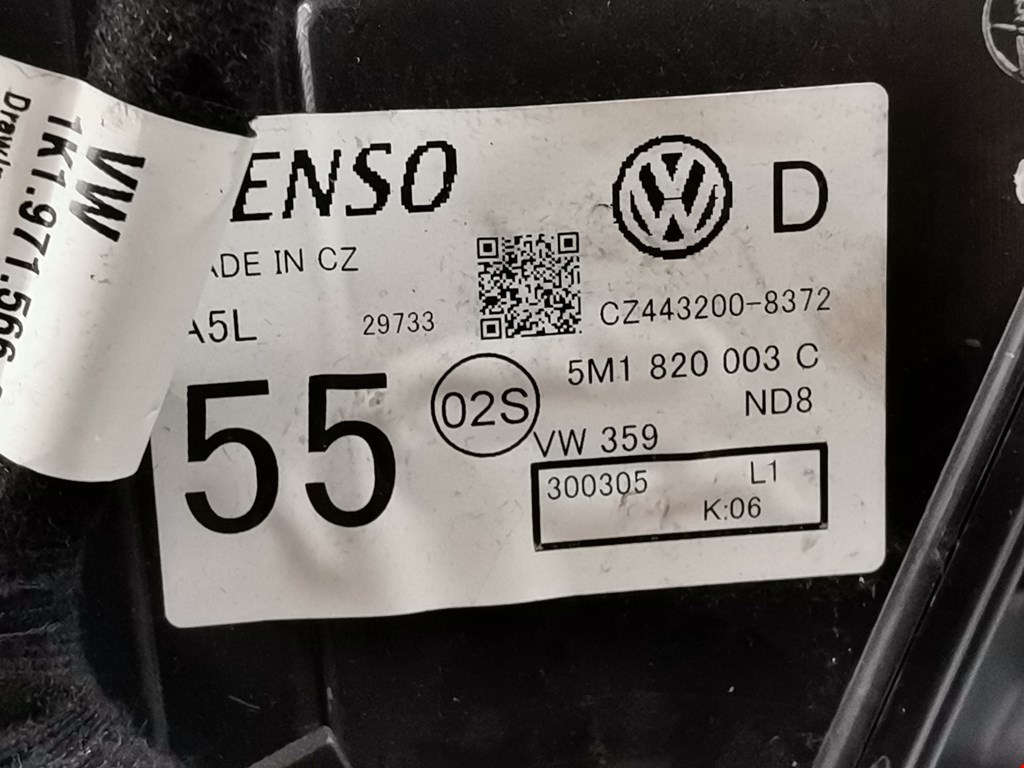 VW
1K1.971.566
ENSO
D
ADE IN CZ
A5L
29733
CZ443200-8372
5M1 820 003 C
ND8
55
02S
VW 359
300305
L1
K:06